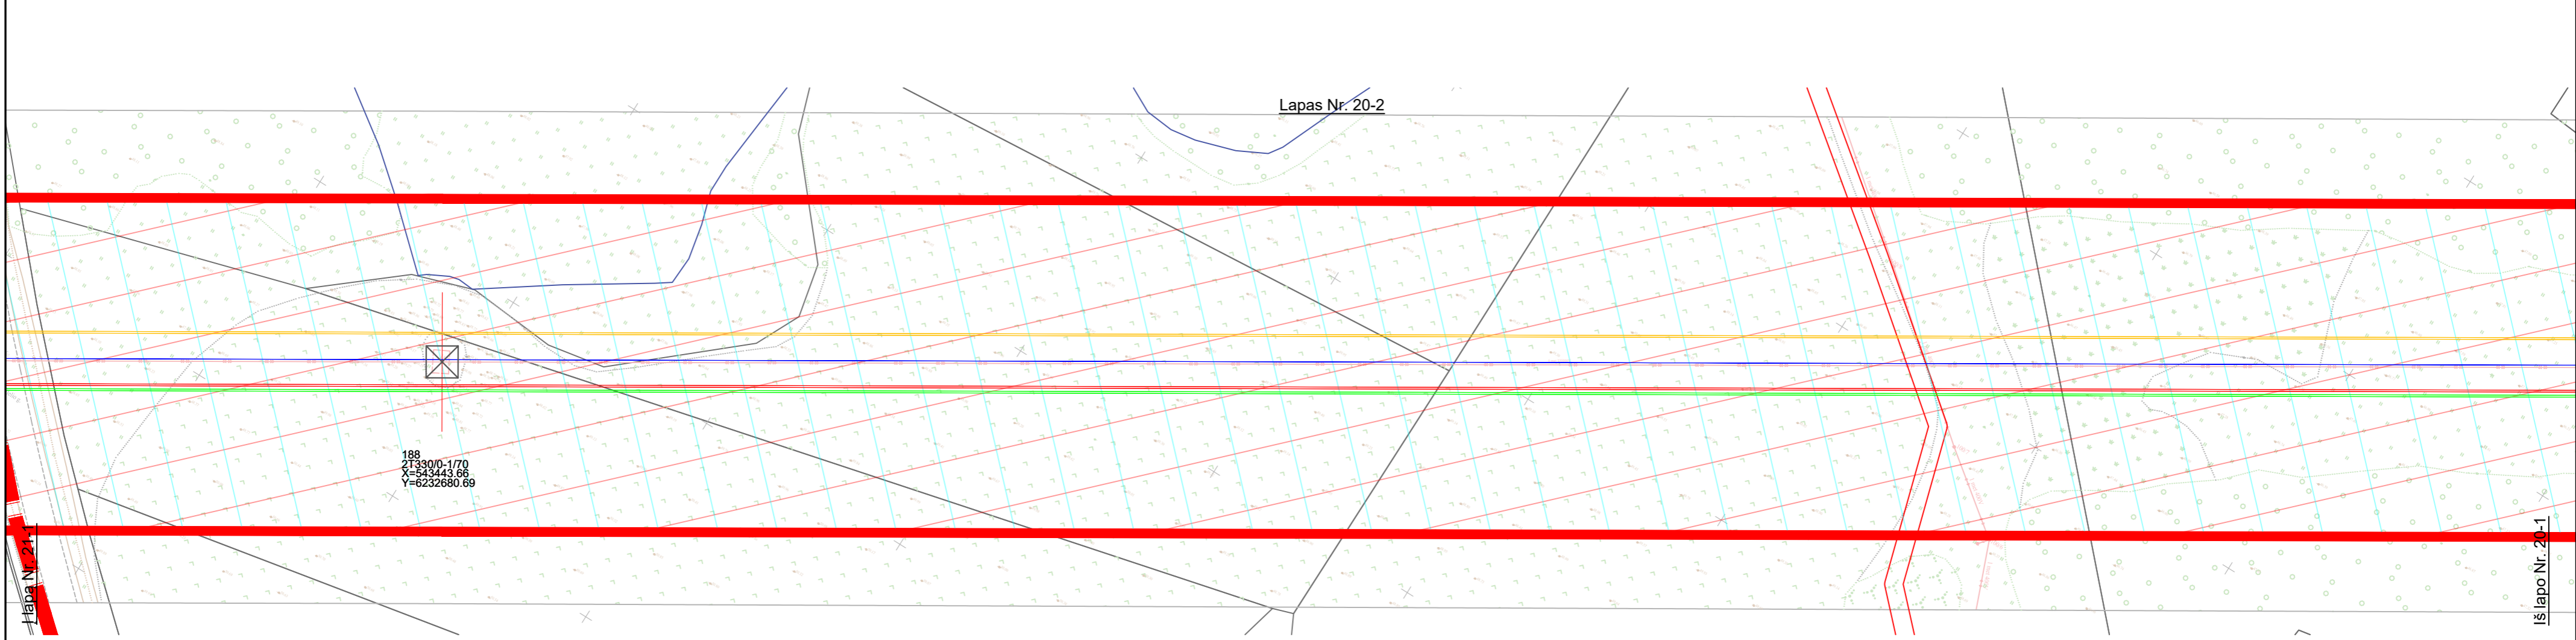 Lapas Nr. 20-2
188
2T330/0-1/70
X=543443.66
Y=6232680.69
Į lapą Nr. 21-1
Iš lapo Nr. 20-1